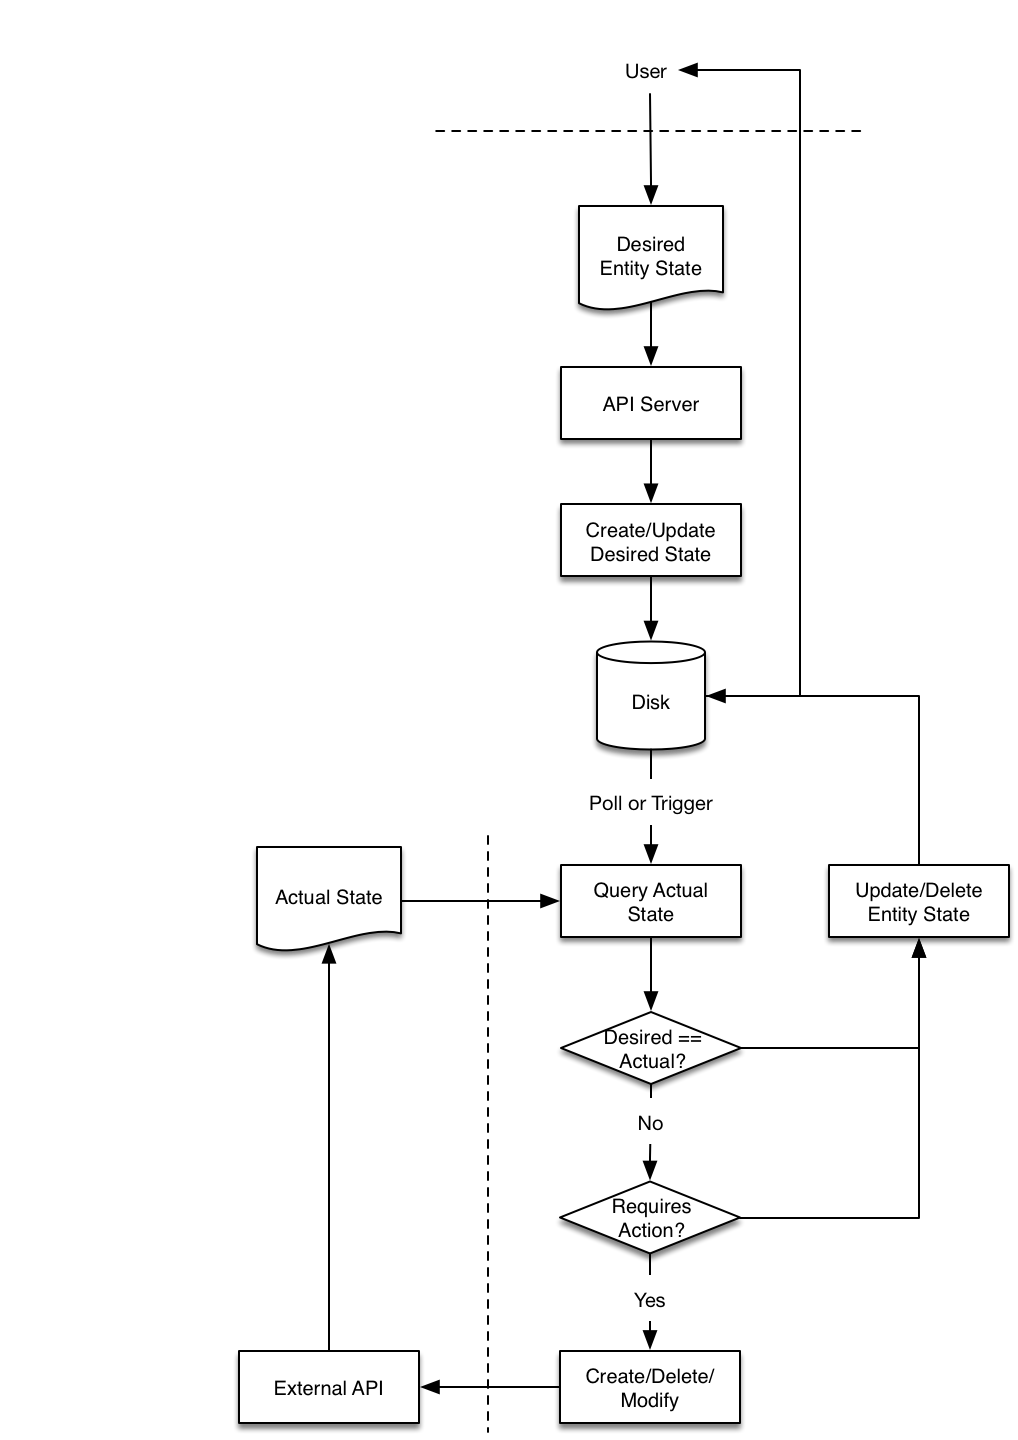 User
Desired
Entity State
API Server
Create/Update
Desired State
Disk
Poll or Trigger
Actual State
Query Actual
State
Update/Delete
Entity State
Desired ==
Actual?
No
Requires
Action?
Yes
External API
Create/Delete/
Modify